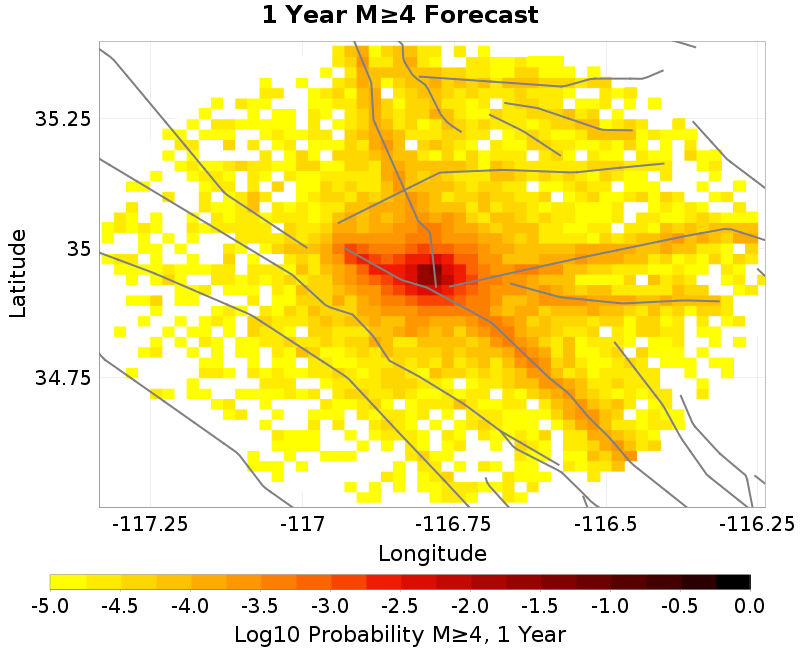 1 Year M≥4 Forecast
35.25
35
34.75
Latitude
-117.25 -117 -116.75 -116.5 -116.25
Longitude
-5.0 -4.5 -4.0 -3.5 -3.0 -2.5 -2.0 -1.5 -1.0 -0.5 0.0
Log10 Probability M≥4, 1 Year